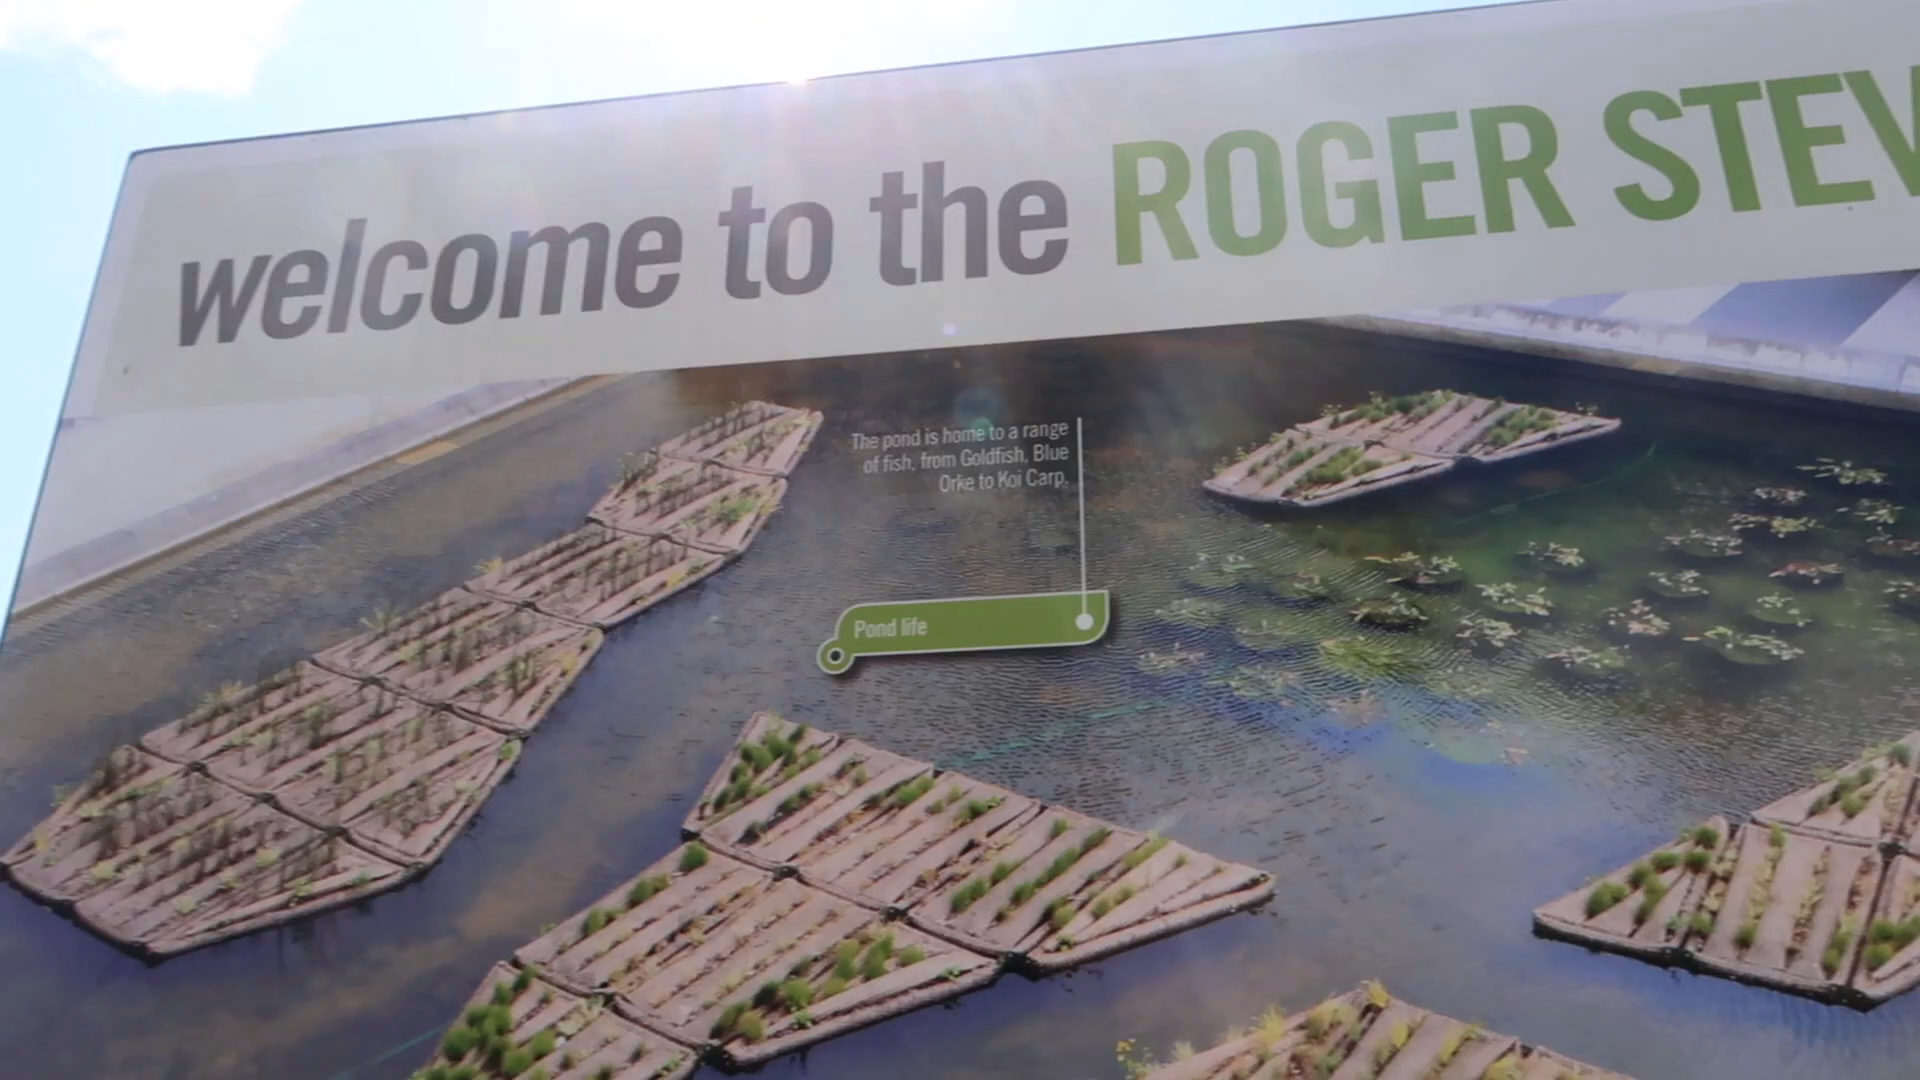 welcome to the ROGER STEV
The pond is home to a range
of fish, from Goldfish, Blue
Orke to Koi Carp.
Pond life